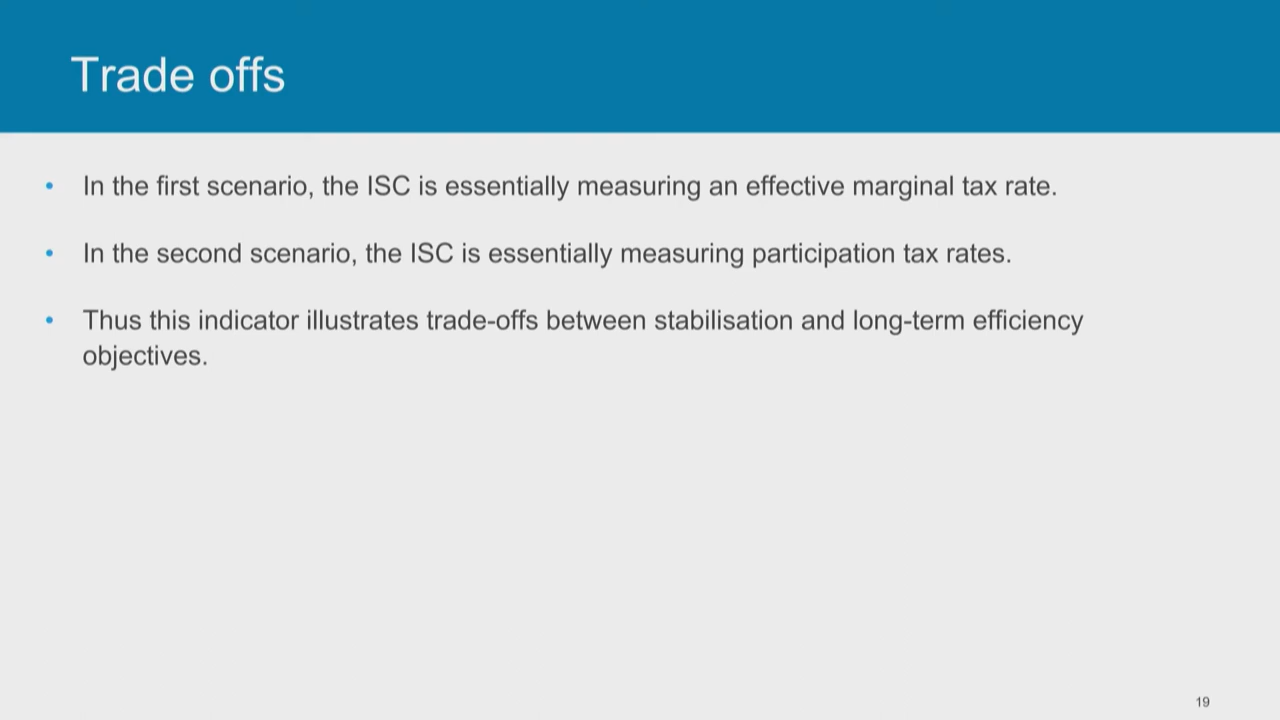 Trade offs
• In the first scenario, the ISC is essentially measuring an effective marginal tax rate.
• In the second scenario, the ISC is essentially measuring participation tax rates.
• Thus this indicator illustrates trade-offs between stabilisation and long-term efficiency
objectives.
19